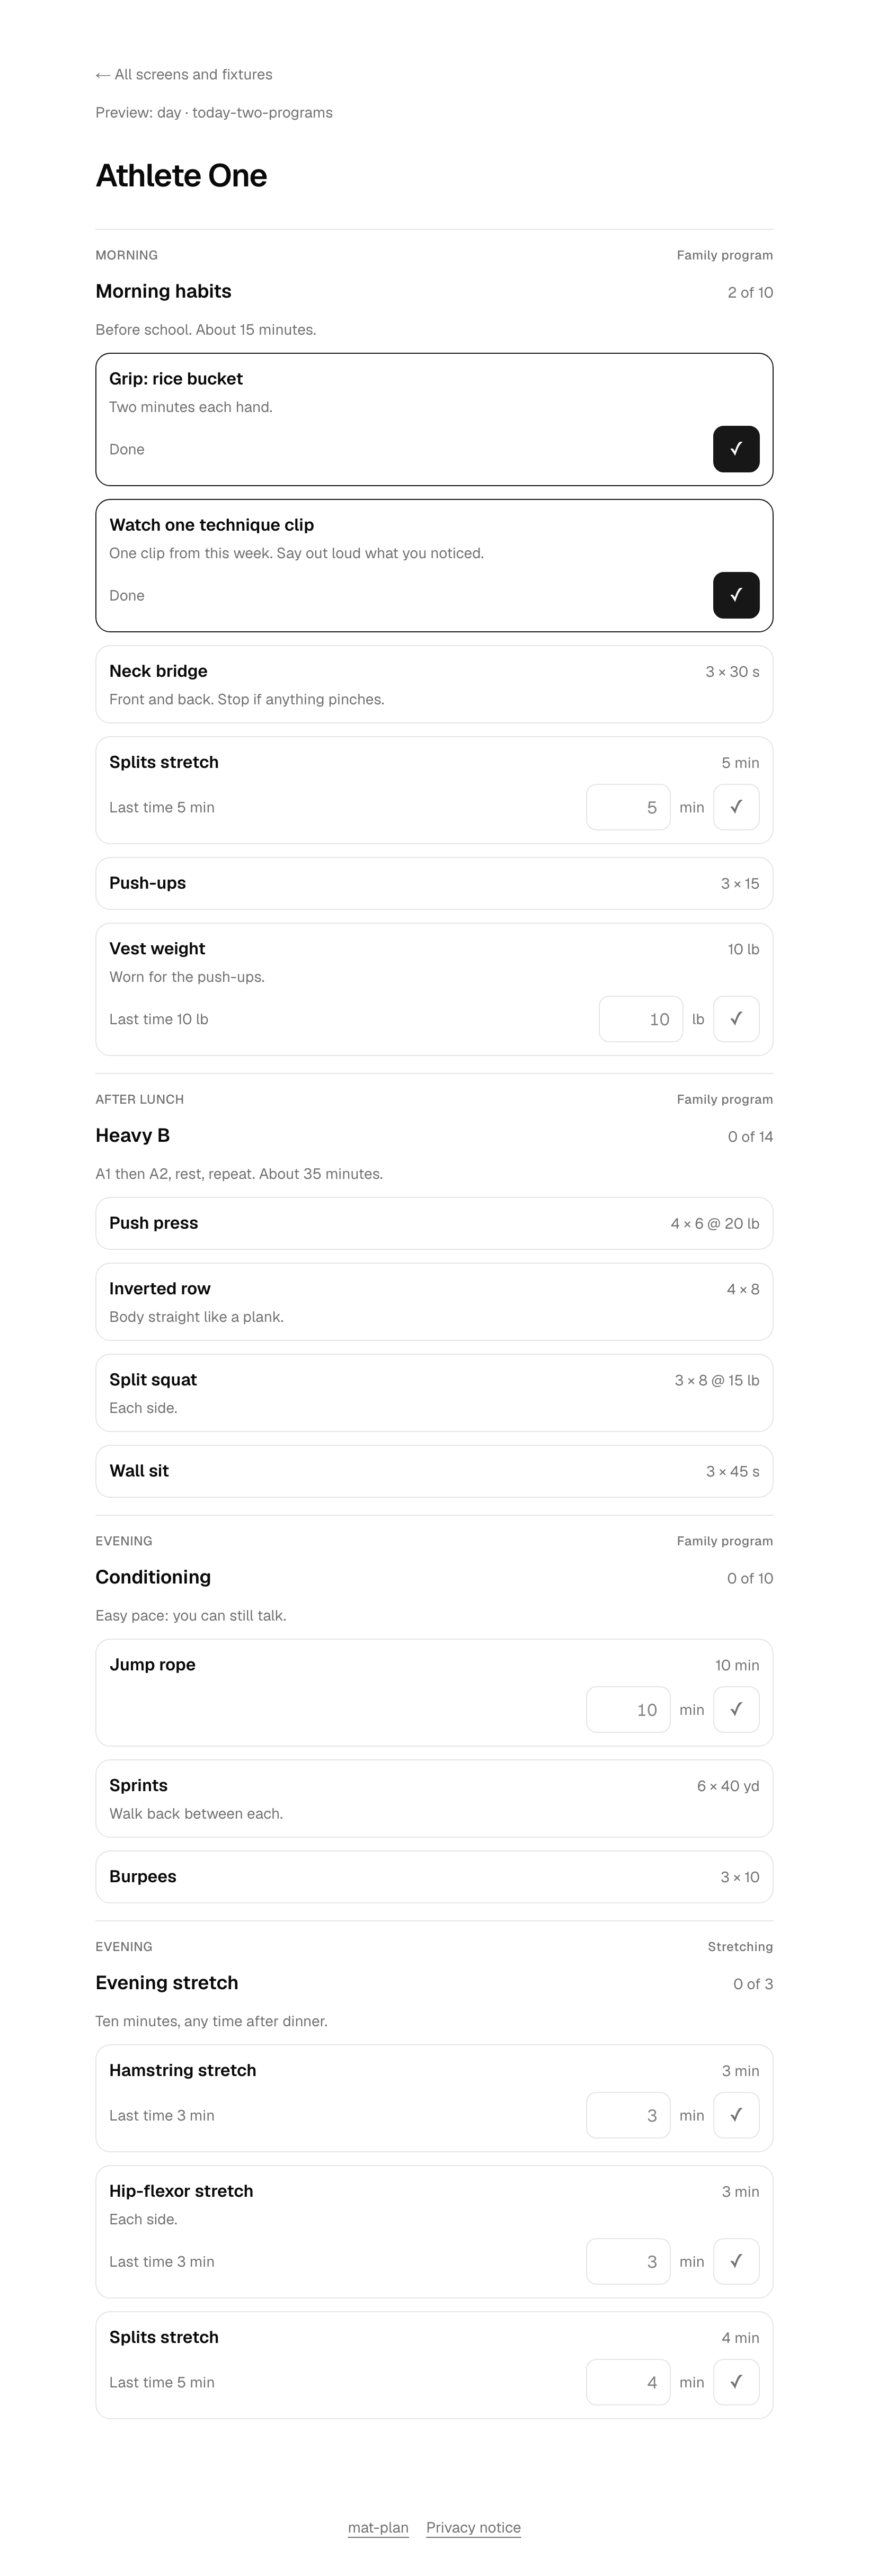 ← All screens and fixtures
Preview: day · today-two-programs
Athlete One
MORNING Family program
Morning habits 2 of 10
Before school. About 15 minutes.
Grip: rice bucket
Two minutes each hand.
Done ✓
Watch one technique clip
One clip from this week. Say out loud what you noticed.
Done ✓
Neck bridge 3 × 30 s
Front and back. Stop if anything pinches.
Splits stretch 5 min
Last time 5 min 5 min ✓
Push-ups 3 × 15
Vest weight 10 lb
Worn for the push-ups.
Last time 10 lb 10 lb ✓
AFTER LUNCH Family program
Heavy B 0 of 14
A1 then A2, rest, repeat. About 35 minutes.
Push press 4 × 6 @ 20 lb
Inverted row 4 × 8
Body straight like a plank.
Split squat 3 × 8 @ 15 lb
Each side.
Wall sit 3 × 45 s
EVENING Family program
Conditioning 0 of 10
Easy pace: you can still talk.
Jump rope 10 min
10 min ✓
Sprints 6 × 40 yd
Walk back between each.
Burpees 3 × 10
EVENING Stretching
Evening stretch 0 of 3
Ten minutes, any time after dinner.
Hamstring stretch 3 min
Last time 3 min 3 min ✓
Hip-flexor stretch 3 min
Each side.
Last time 3 min 3 min ✓
Splits stretch 4 min
Last time 5 min 4 min ✓
mat-plan Privacy notice